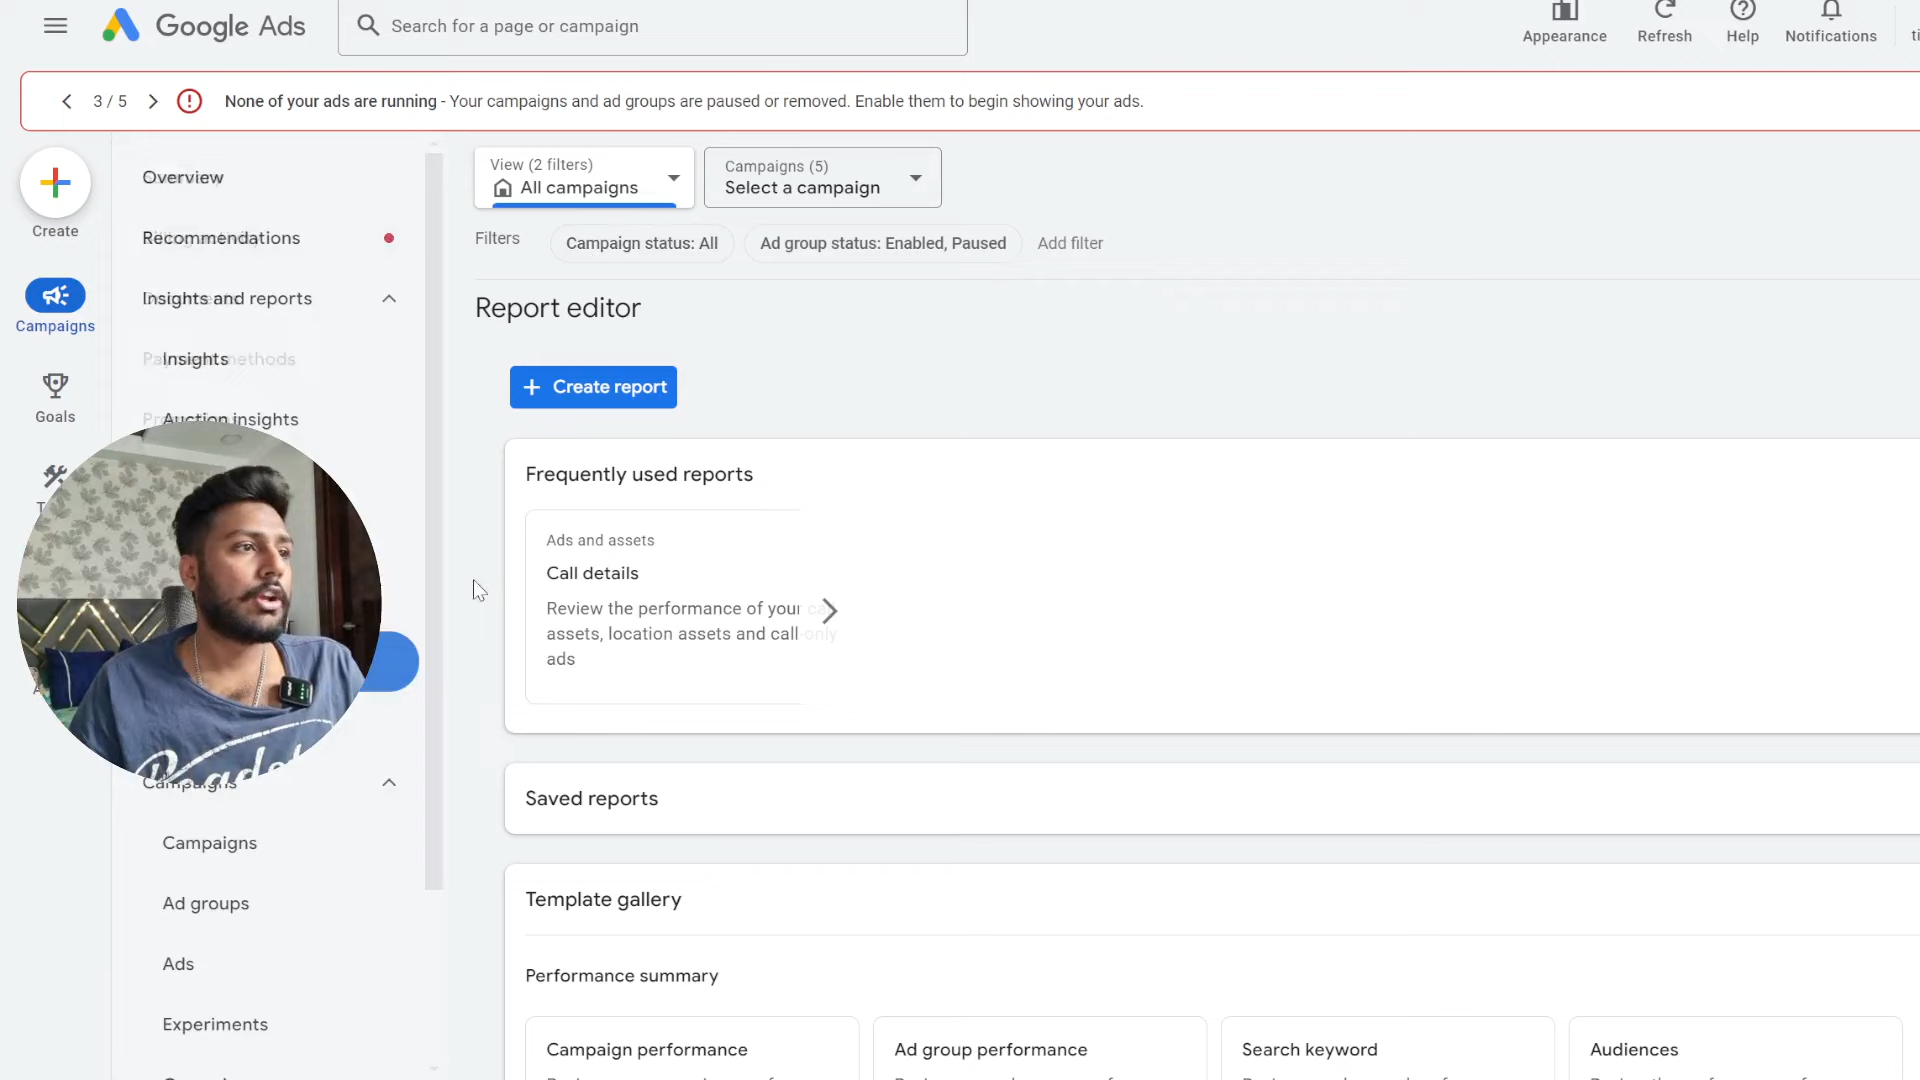 Google Ads
Search for a page or campaign
Appearance
Refresh
Help
Notifications
3 / 5
None of your ads are running - Your campaigns and ad groups are paused or removed. Enable them to begin showing your ads.
Create
Campaigns
Goals
Overview
Recommendations
Insights and reports
Insights
Auction insights
Campaigns
Campaigns
Ad groups
Ads
Experiments
View (2 filters)
All campaigns
Campaigns (5)
Select a campaign
Filters
Campaign status: All
Ad group status: Enabled, Paused
Add filter
Report editor
+ Create report
Frequently used reports
Ads and assets
Call details
Review the performance of your
assets, location assets and call-only
ads
Saved reports
Template gallery
Performance summary
Campaign performance
Ad group performance
Search keyword
Audiences